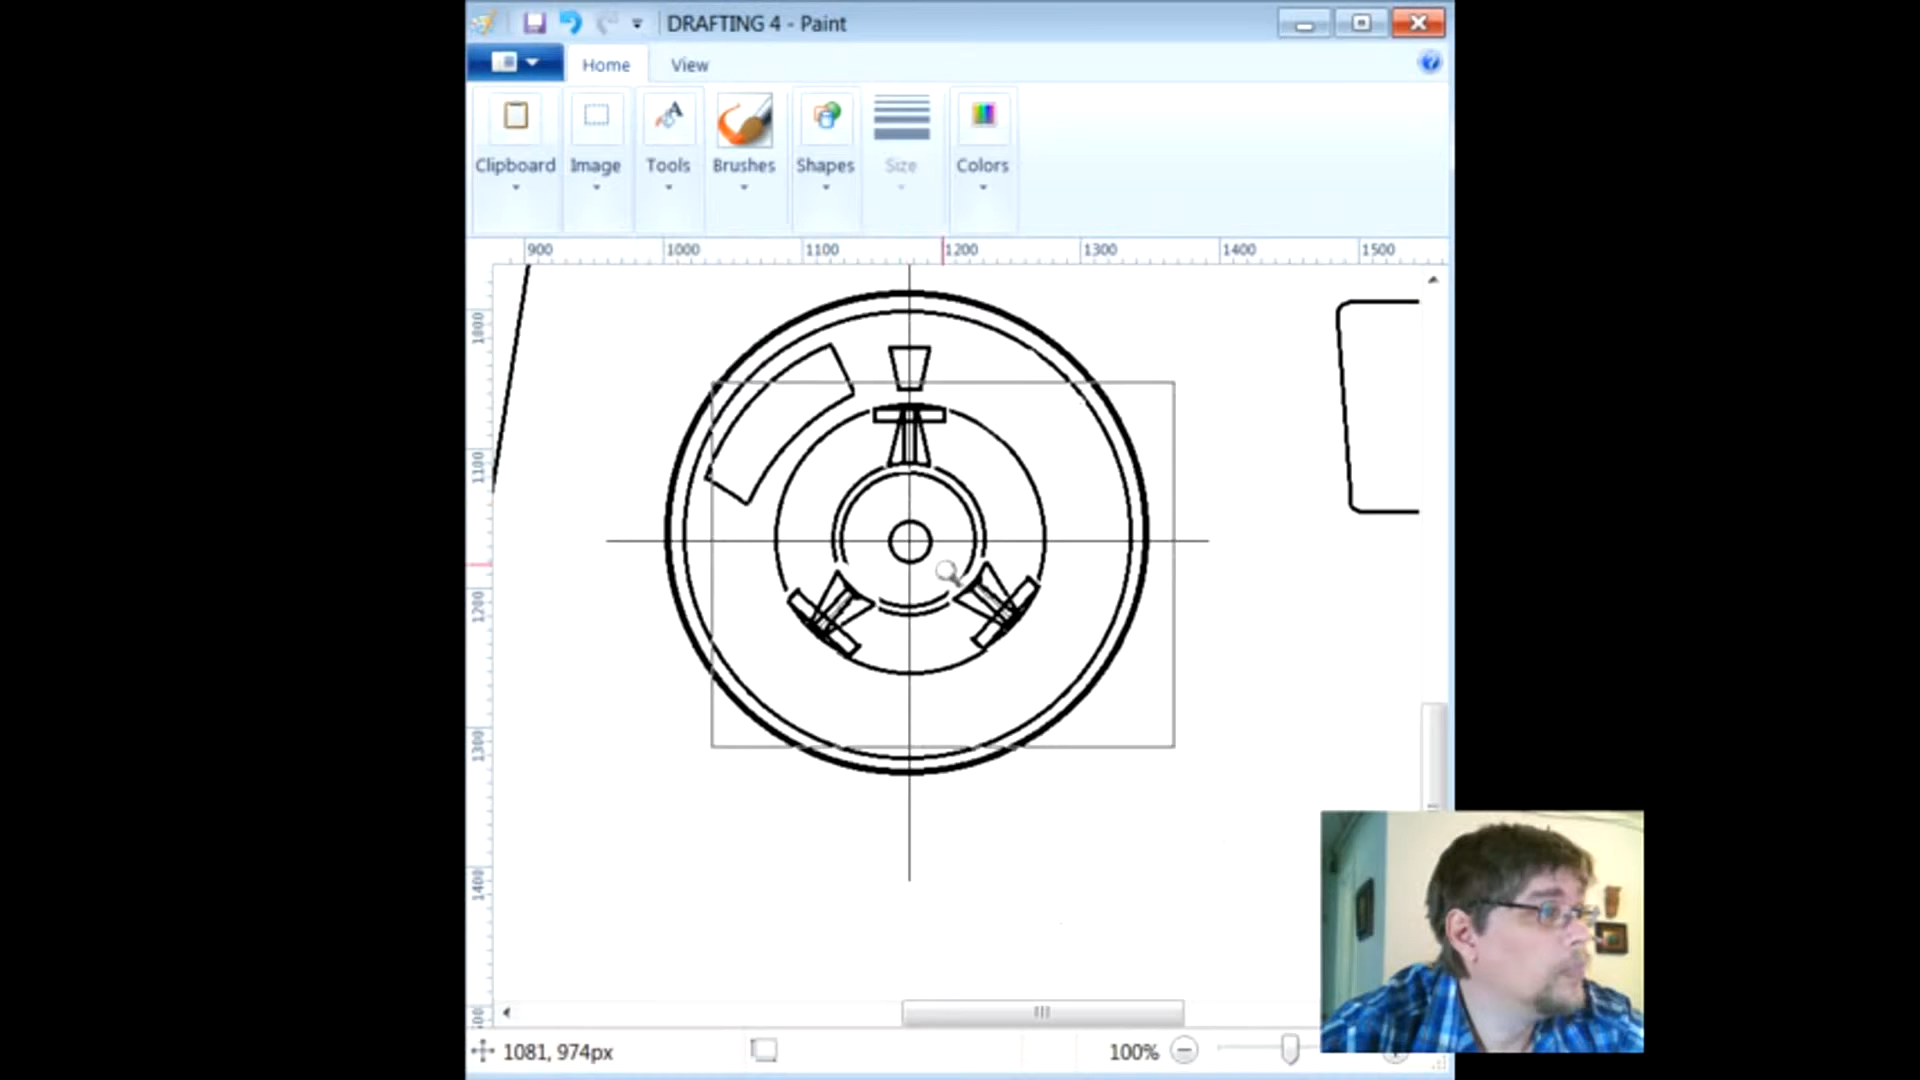 DRAFTING 4 - Paint
Home View
Clipboard Image Tools Brushes Shapes Size Colors
900 1000 1100 1200 1300 1400 1500
1000
1100
1200
1300
1400
1081, 974px 100%